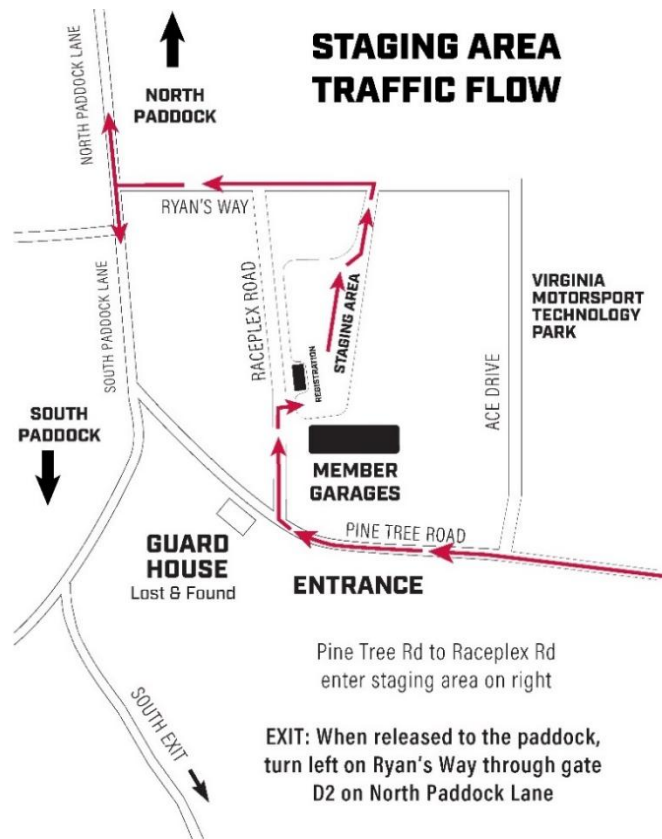 STAGING AREA
TRAFFIC FLOW
NORTH PADDOCK LANE
NORTH
PADDOCK
RYAN'S WAY
RACEPLEX ROAD
STAGING AREA
REGISTRATION
VIRGINIA
MOTORSPORT
TECHNOLOGY
PARK
ACE DRIVE
SOUTH PADDOCK LANE
SOUTH
PADDOCK
MEMBER
GARAGES
PINE TREE ROAD
GUARD
HOUSE
Lost & Found
ENTRANCE
SOUTH EXIT
Pine Tree Rd to Raceplex Rd
enter staging area on right
EXIT: When released to the paddock,
turn left on Ryan's Way through gate
D2 on North Paddock Lane